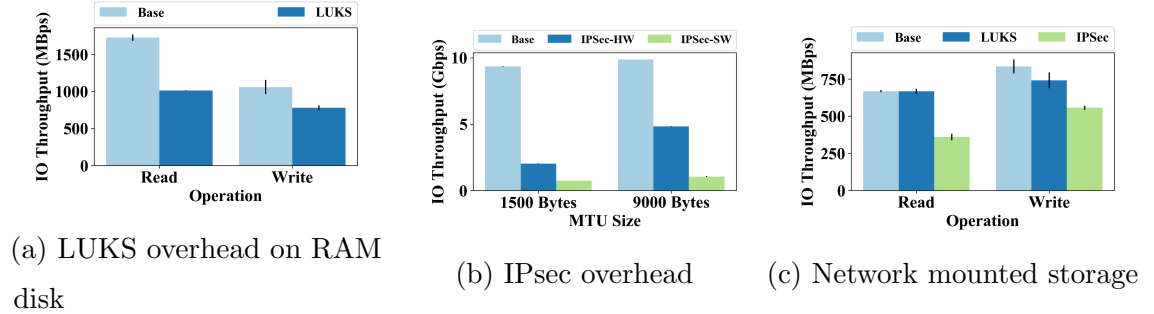 Base LUKS
IO Throughput (MBps)
1500
1000
500
0
Read Write
Operation
(a) LUKS overhead on RAM
disk
Base IPSec-HW IPSec-SW
IO Throughput (Gbps)
10
5
0
1500 Bytes 9000 Bytes
MTU Size
(b) IPsec overhead
Base LUKS IPSec
IO Throughput (MBps)
750
500
250
0
Read Write
Operation
(c) Network mounted storage